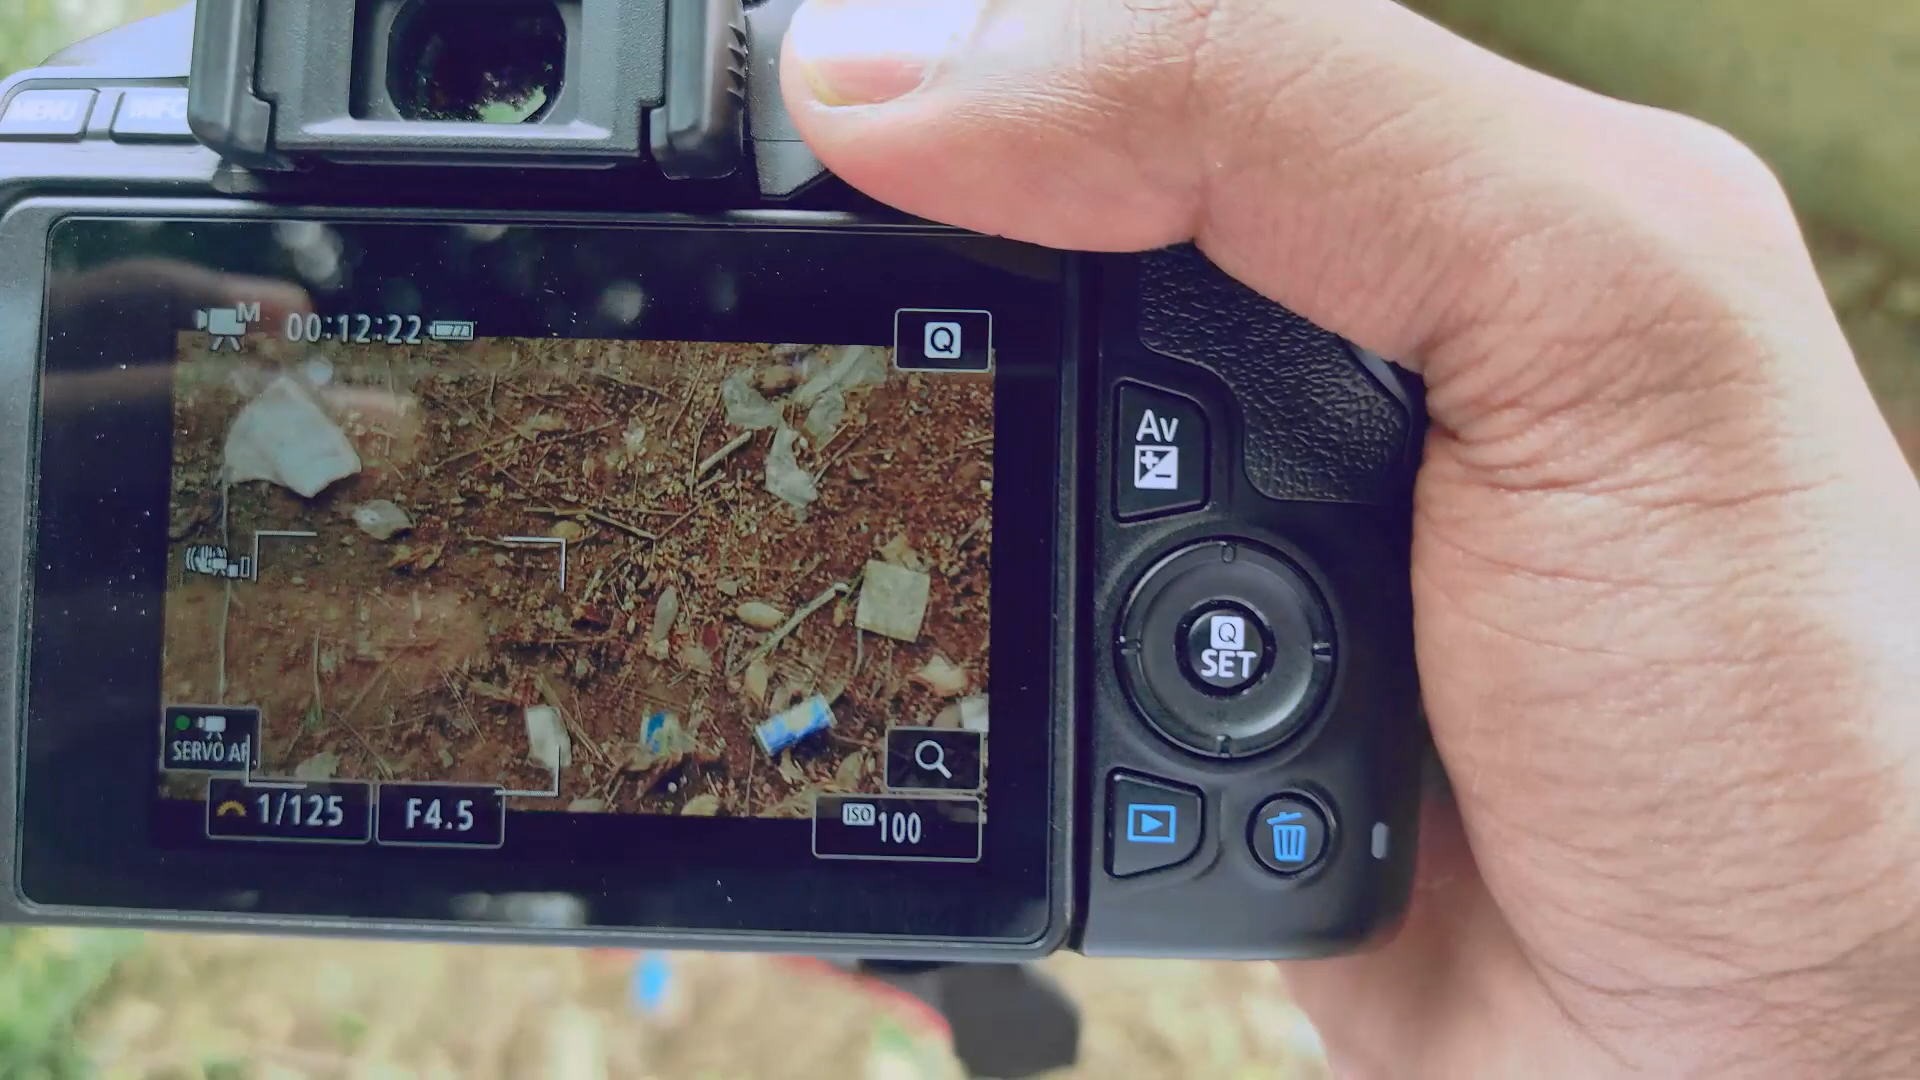 MENU
INFO
M
00:12:22
Q
Av
Q
SET
SERVO AF
1/125
F4.5
ISO
100